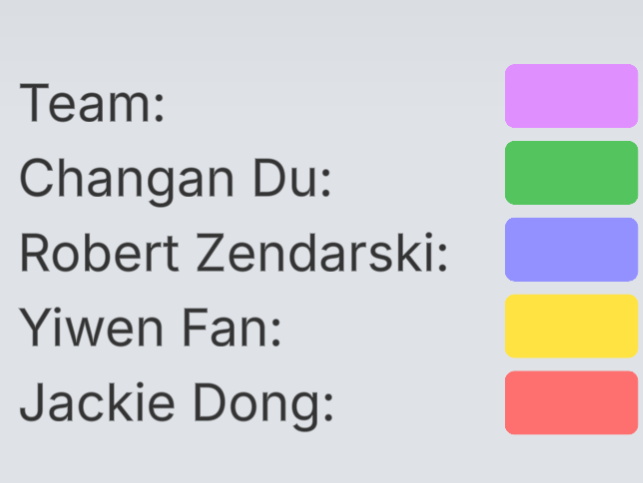 Team:
Changan Du:
Robert Zendarski:
Yiwen Fan:
Jackie Dong: